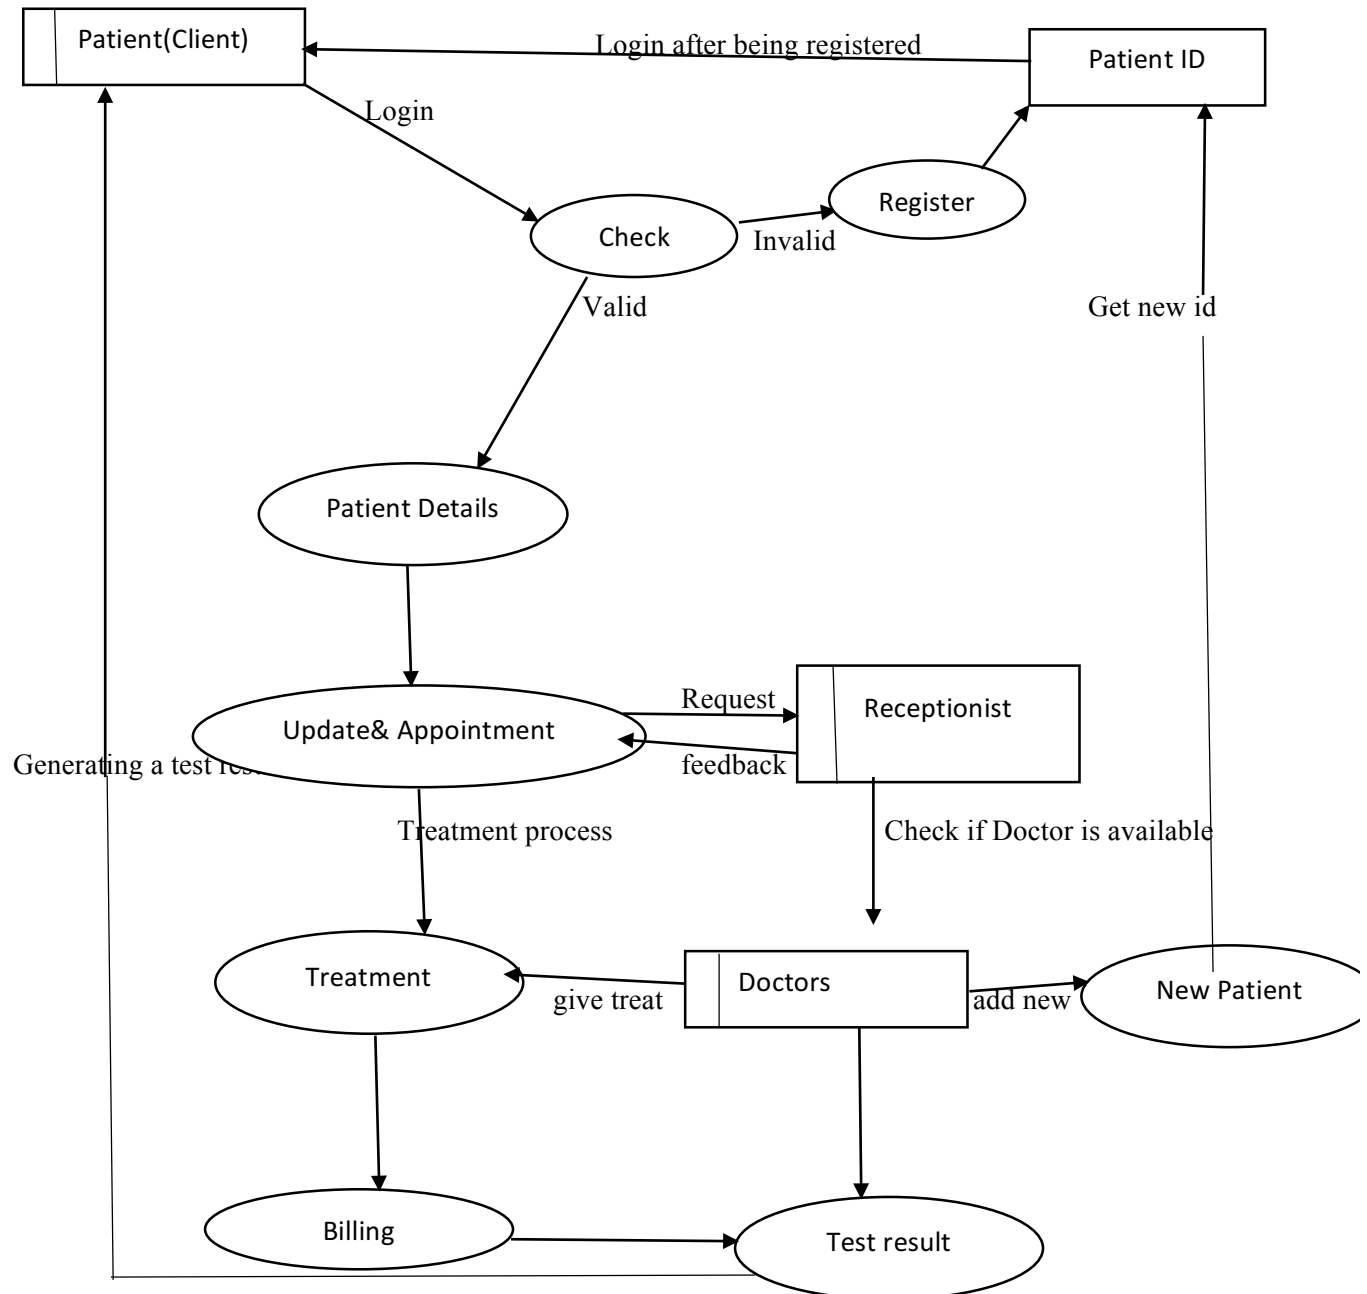 Patient(Client)
Login after being registered
Patient ID
Login
Register
Check
Invalid
Valid
Get new id
Patient Details
Request
Receptionist
Update& Appointment
Generating a test
feedback
Treatment process
Check if Doctor is available
Treatment
give treat
Doctors
add new
New Patient
Billing
Test result